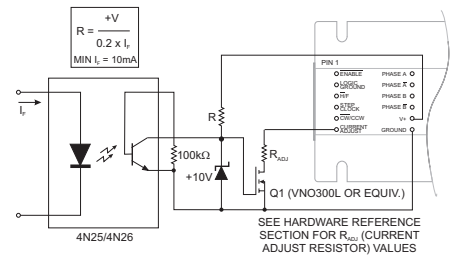 R = +V
0.2 x IF
MIN IF = 10mA
IF
4N25/4N26
R
100kΩ
+10V
RADJ
Q1 (VNO300L OR EQUIV.)
PIN 1
ENABLE
LOGIC
GROUND
H/F
STEP
CLOCK
CW/CCW
CURRENT
ADJUST
PHASE A
PHASE A
PHASE B
PHASE B
V+
GROUND
SEE HARDWARE REFERENCE
SECTION FOR RADJ (CURRENT
ADJUST RESISTOR) VALUES